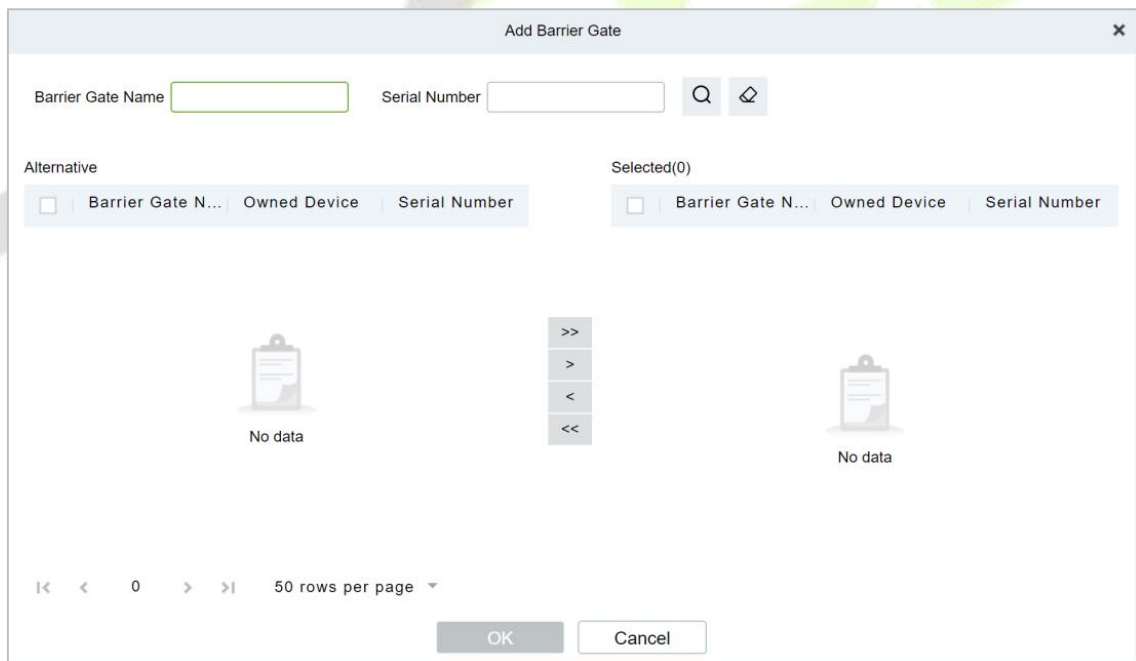 Add Barrier Gate ×
Barrier Gate Name Serial Number
Alternative Selected(0)
Barrier Gate N... Owned Device Serial Number Barrier Gate N... Owned Device Serial Number
>>
>
<
<<
No data
No data
0 50 rows per page
OK Cancel